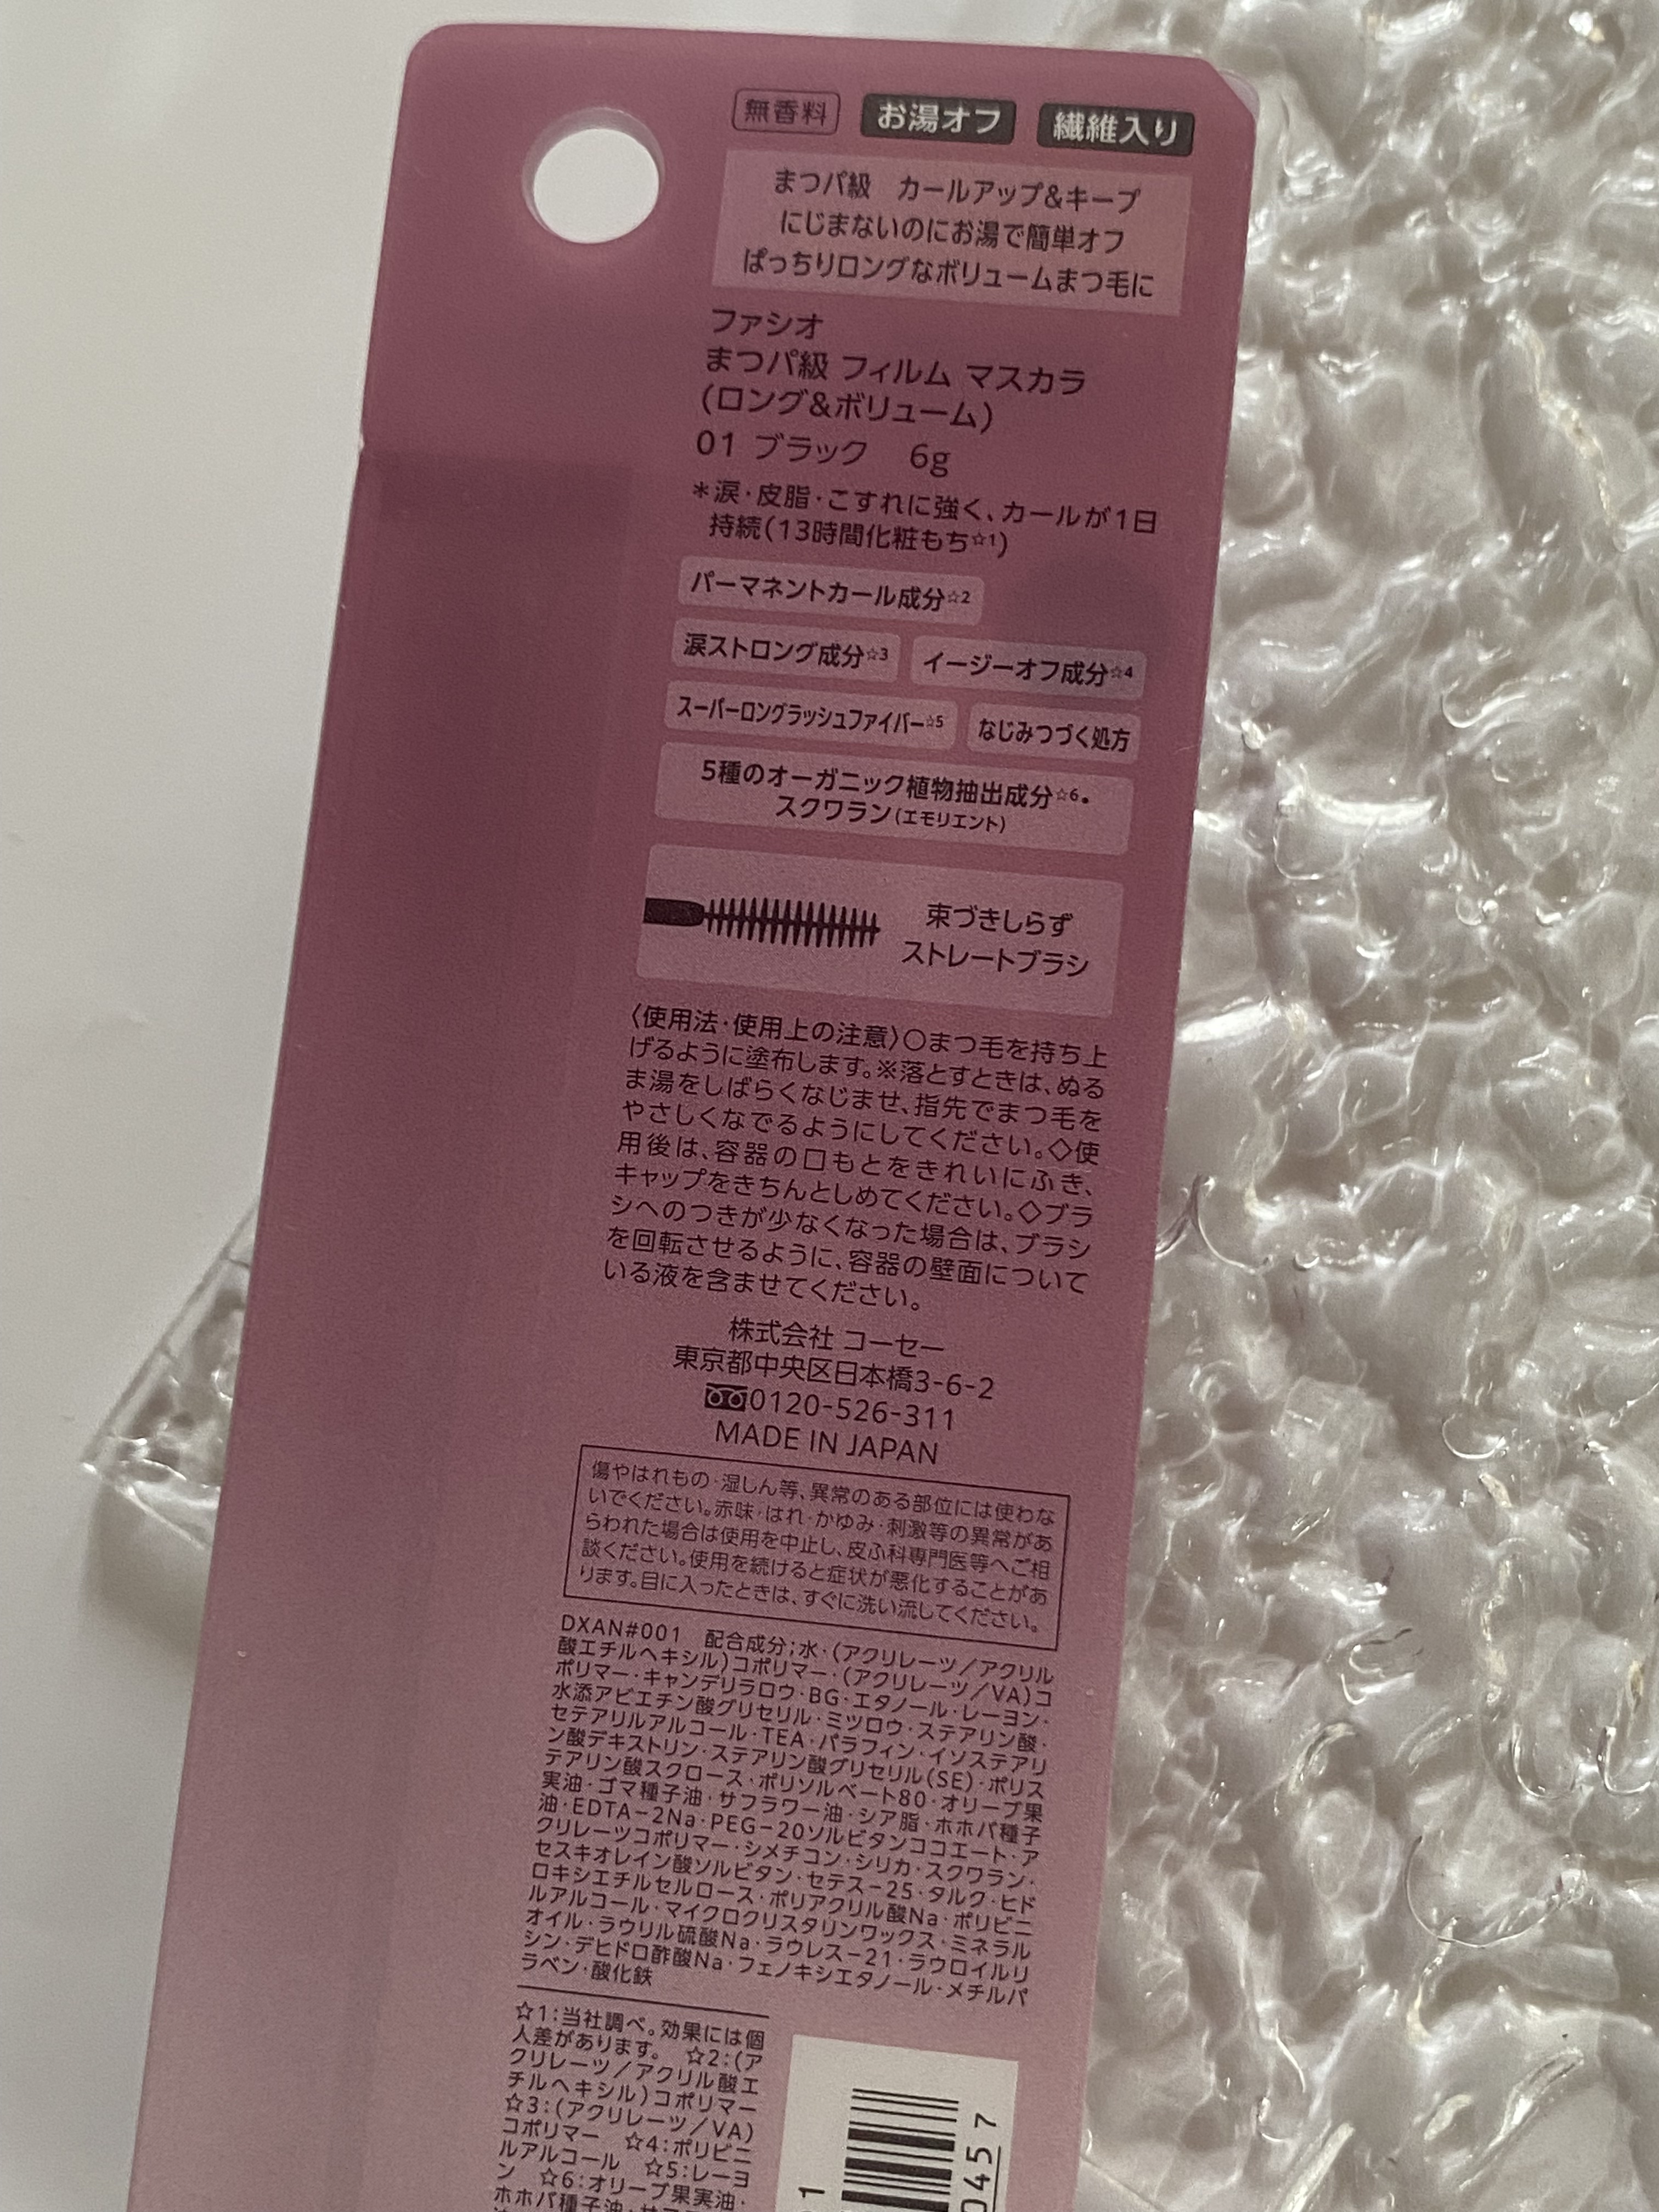 無香料 お湯オフ 繊維入り
まつパ級 カールアップ&キープ
にじまないのにお湯で簡単オフ
ぱっちりロングなボリュームまつ毛に
ファシオ
まつパ級 フィルム マスカラ
(ロング&ボリューム)
01 ブラック 6g
*涙・皮脂・こすれに強く、カールが1日
持続(13時間化粧もち☆1)
パーマネントカール成分☆2
涙ストロング成分☆3 イージーオフ成分☆4
スーパーロングラッシュファイバー☆5 なじみつづく処方
5種のオーガニック植物抽出成分☆6・
スクワラン(エモリエント)
束づきしらず
ストレートブラシ
〈使用法・使用上の注意〉○まつ毛を持ち上
げるように塗布します。※落とすときは、ぬる
ま湯をしばらくなじませ、指先でまつ毛を
やさしくなでるようにしてください。◇使
用後は、容器の口もとをきれいにふき、
キャップをきちんとしめてください。◇ブラ
シへのつきが少なくなった場合は、ブラシ
を回転させるように、容器の壁面について
いる液を含ませてください。
株式会社 コーセー
東京都中央区日本橋3-6-2
0120-526-311
MADE IN JAPAN
傷やはれもの・湿しん等、異常のある部位には使わな
いでください。赤味・はれ・かゆみ・刺激等の異常があ
らわれた場合は使用を中止し、皮ふ科専門医等へご相
談ください。使用を続けると症状が悪化することがあ
ります。目に入ったときは、すぐに洗い流してください。
DXAN#001 配合成分;水・(アクリレーツ/アクリル
酸エチルヘキシル)コポリマー・(アクリレーツ/VA)コ
ポリマー・キャンデリラロウ・BG・エタノール・レーヨン・
水添アビエチン酸グリセリル・ミツロウ・ステアリン酸・
セテアリルアルコール・TEA・パラフィン・イソステアリ
ン酸デキストリン・ステアリン酸グリセリル(SE)・ポリス
テアリン酸スクロース・ポリソルベート80・オリーブ果
実油・ゴマ種子油・サフラワー油・シア脂・ホホバ種子
油・EDTA-2Na・PEG-20ソルビタンココエート・ア
クリレーツコポリマー・シメチコン・シリカ・スクワラン・
セスキオレイン酸ソルビタン・セテス-25・タルク・ヒド
ロキシエチルセルロース・ポリアクリル酸Na・ポリビニ
ルアルコール・マイクロクリスタリンワックス・ミネラル
オイル・ラウリル硫酸Na・ラウレス-21・ラウロイルリ
シン・デヒドロ酢酸Na・フェノキシエタノール・メチルパ
ラベン・酸化鉄
☆1:当社調べ。効果には個
人差があります。 ☆2:(ア
クリレーツ/アクリル酸エ
チルヘキシル)コポリマー
☆3:(アクリレーツ/VA)
コポリマー ☆4:ポリビニ
ルアルコール ☆5:レーヨ
ン ☆6:オリーブ果実油・
ホホバ種子油・
1
0457